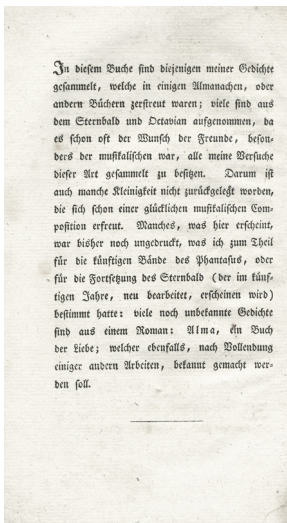 In diesem Buche sind diejenigen meiner Gedichte
gesammelt, welche in einigen Almanachen, oder
andern Büchern zerstreut waren; viele sind aus
dem Sternbald und Octavian aufgenommen, da
es schon oft der Wunsch der Freunde, beson-
ders der musikalischen war, alle meine Versuche
dieser Art gesammelt zu besitzen. Darum ist
auch manche Kleinigkeit nicht zurückgelegt worden,
die sich schon einer glücklichen musikalischen Com-
position erfreut. Manches, was hier erscheint,
war bisher noch ungedruckt, was ich zum Theil
für die künftigen Bände des Phantasus, oder
für die Fortsetzung des Sternbald (der im künf-
tigen Jahre, neu bearbeitet, erscheinen wird)
bestimmt hatte: viele noch unbekannte Gedichte
sind aus einem Roman: Alma, ein Buch
der Liebe; welcher ebenfalls, nach Vollendung
einiger andern Arbeiten, bekannt gemacht wer-
den soll.